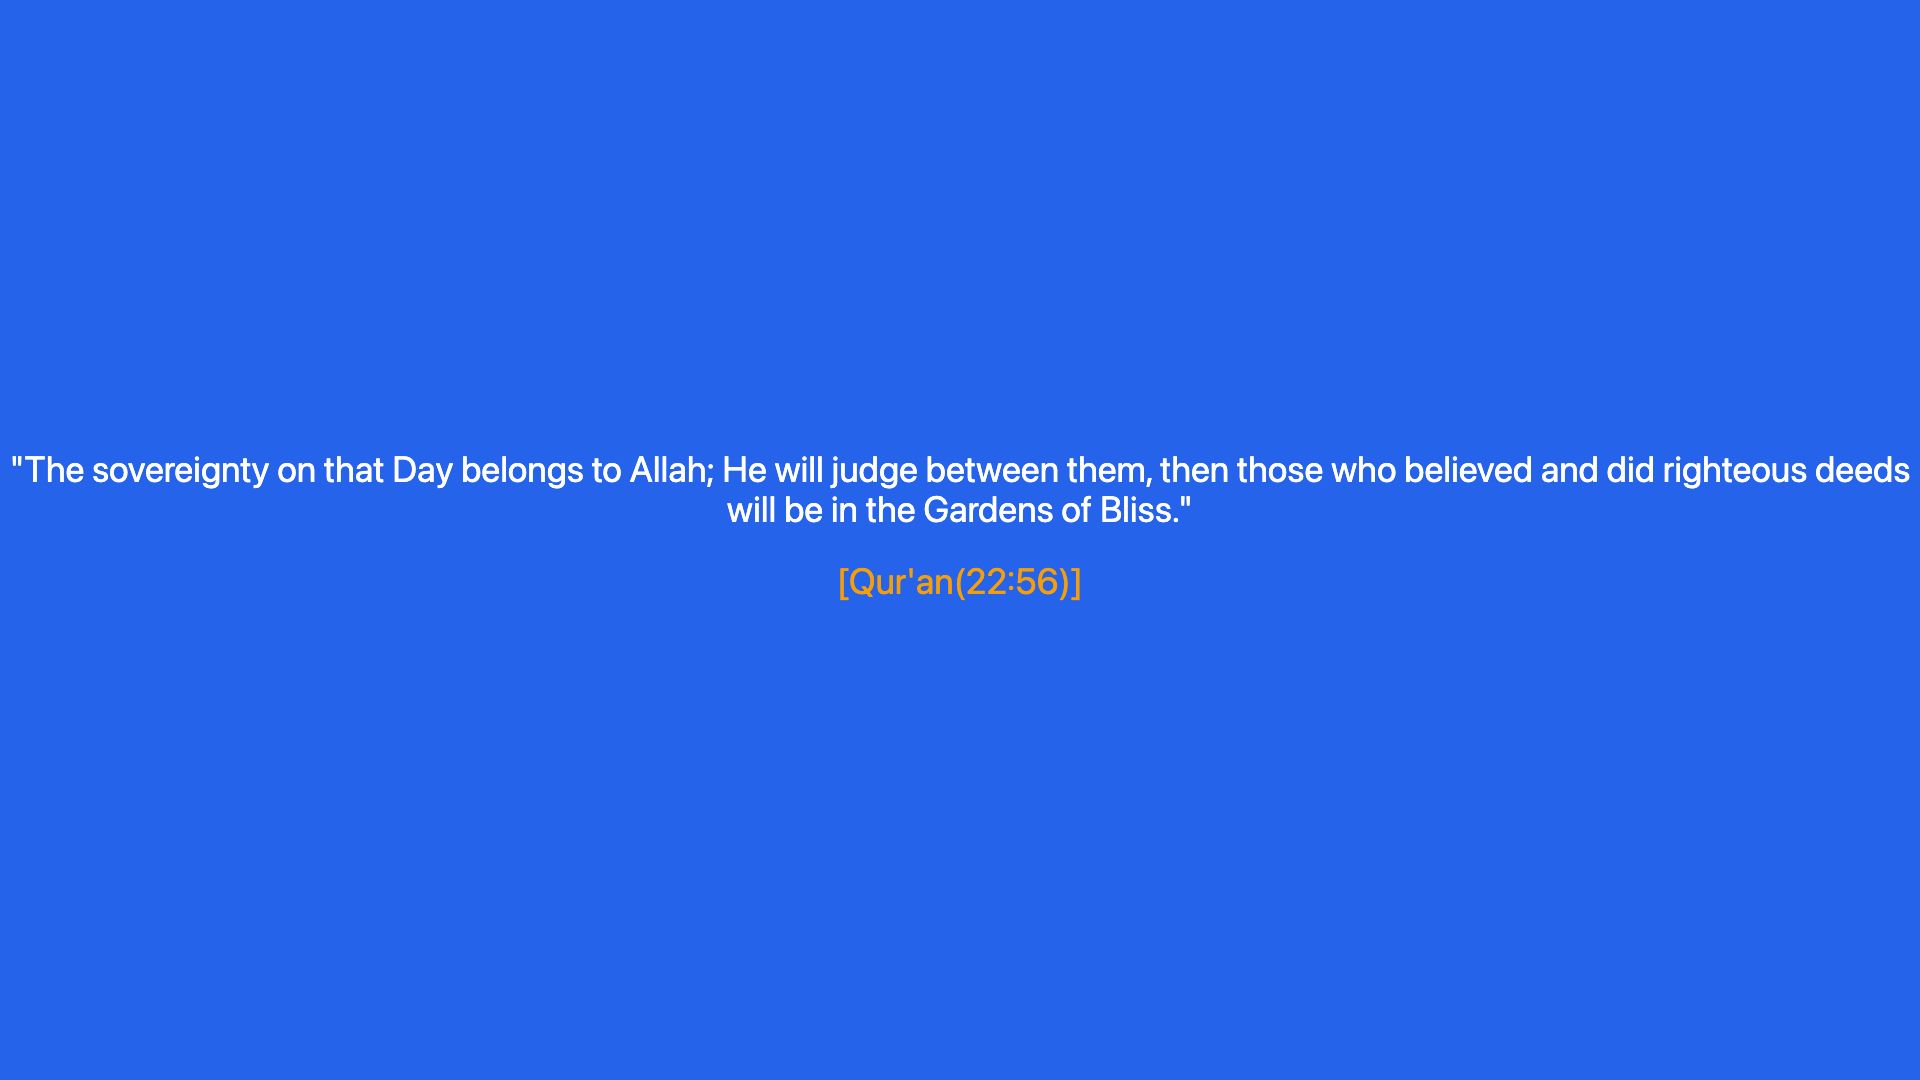 "The sovereignty on that Day belongs to Allah; He will judge between them, then those who believed and did righteous deeds
will be in the Gardens of Bliss."
[Qur'an(22:56)]